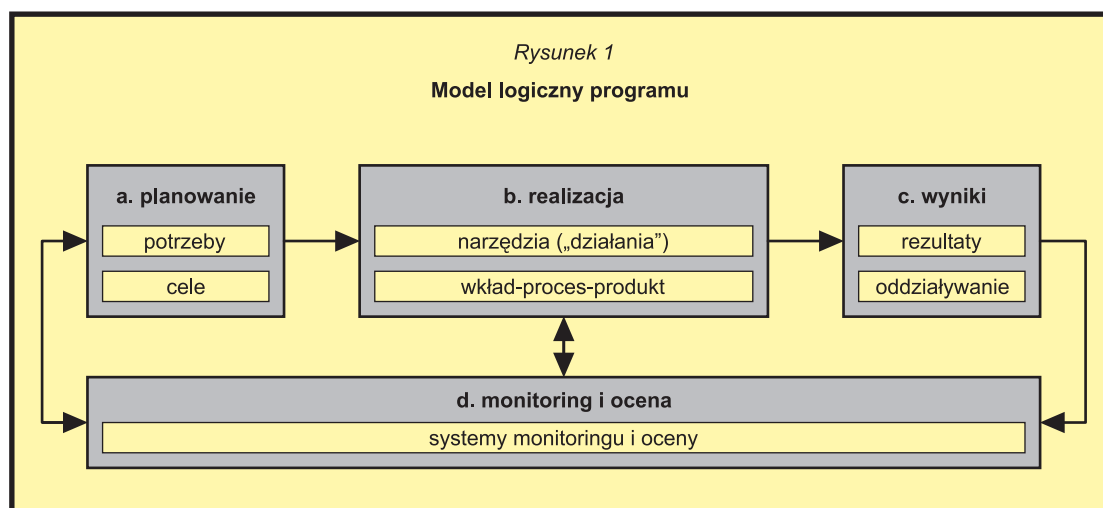 Rysunek 1
Model logiczny programu
a. planowanie
potrzeby
cele
b. realizacja
narzędzia („działania”)
wkład-proces-produkt
c. wyniki
rezultaty
oddziaływanie
d. monitoring i ocena
systemy monitoringu i oceny